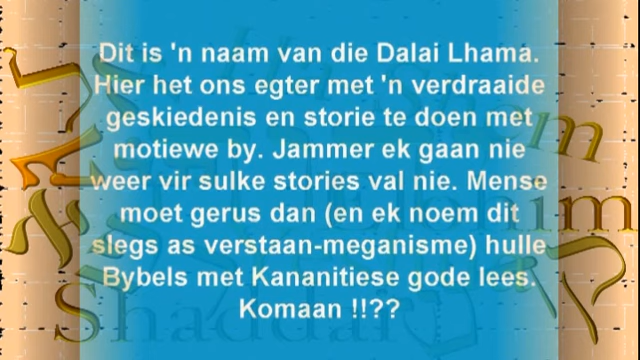 Dit is 'n naam van die Dalai Lhama.
Hier het ons egter met 'n verdraaide
geskiedenis en storie te doen met
motiewe by. Jammer ek gaan nie
weer vir sulke stories val nie. Mense
moet gerus dan (en ek noem dit
slegs as verstaan-meganisme) hulle
Bybels met Kananitiese gode lees.
Komaan !!??